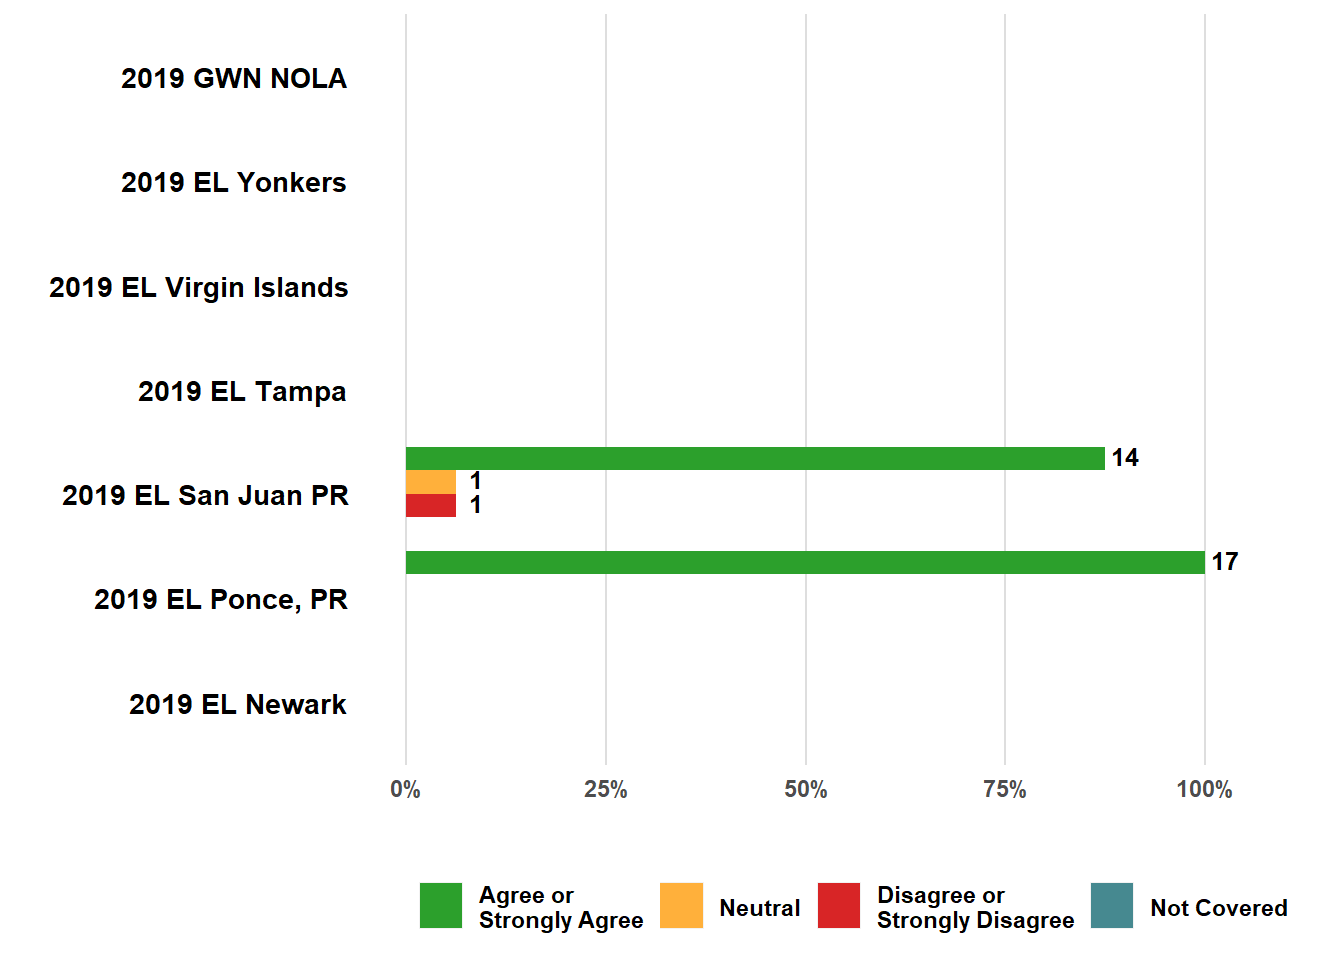 2019 GWN NOLA
2019 EL Yonkers
2019 EL Virgin Islands
2019 EL Tampa
14
1
2019 EL San Juan PR
1
17
2019 EL Ponce, PR
2019 EL Newark
0%
25%
50%
75%
100%
Agree or
Strongly Agree
Neutral
Disagree or
Strongly Disagree
Not Covered